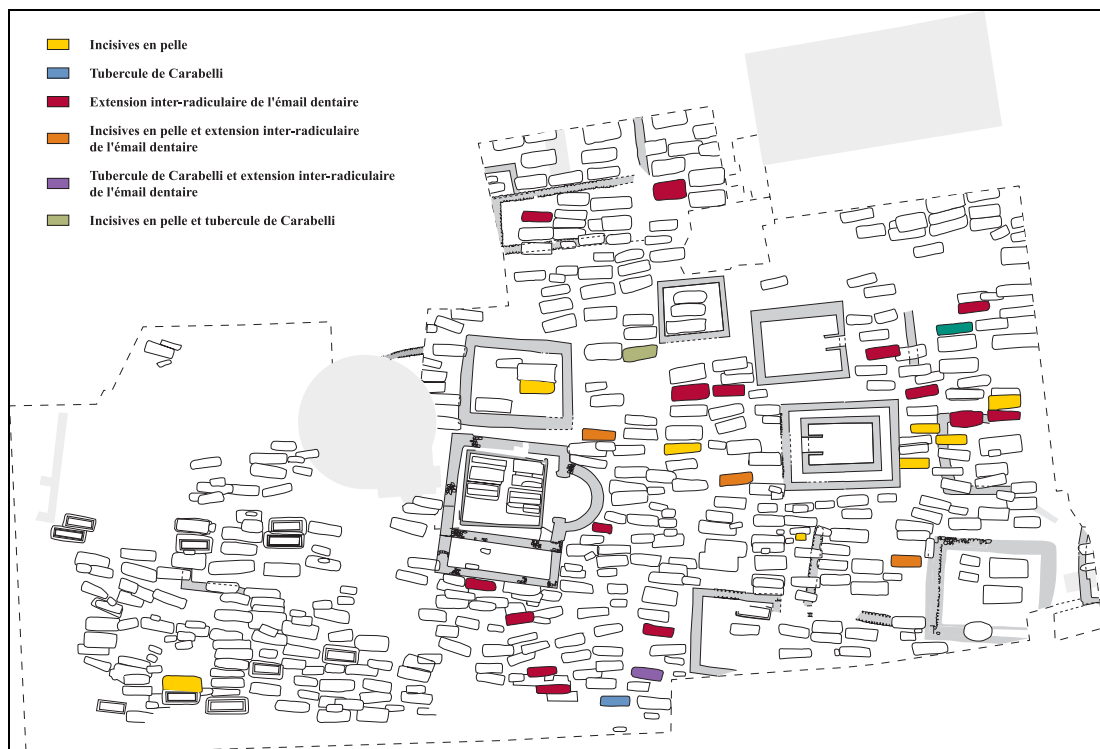 Incisives en pelle
Tubercule de Carabelli
Extension inter-radiculaire de l'émail dentaire
Incisives en pelle et extension inter-radiculaire
de l'émail dentaire
Tubercule de Carabelli et extension inter-radiculaire
de l'émail dentaire
Incisives en pelle et tubercule de Carabelli